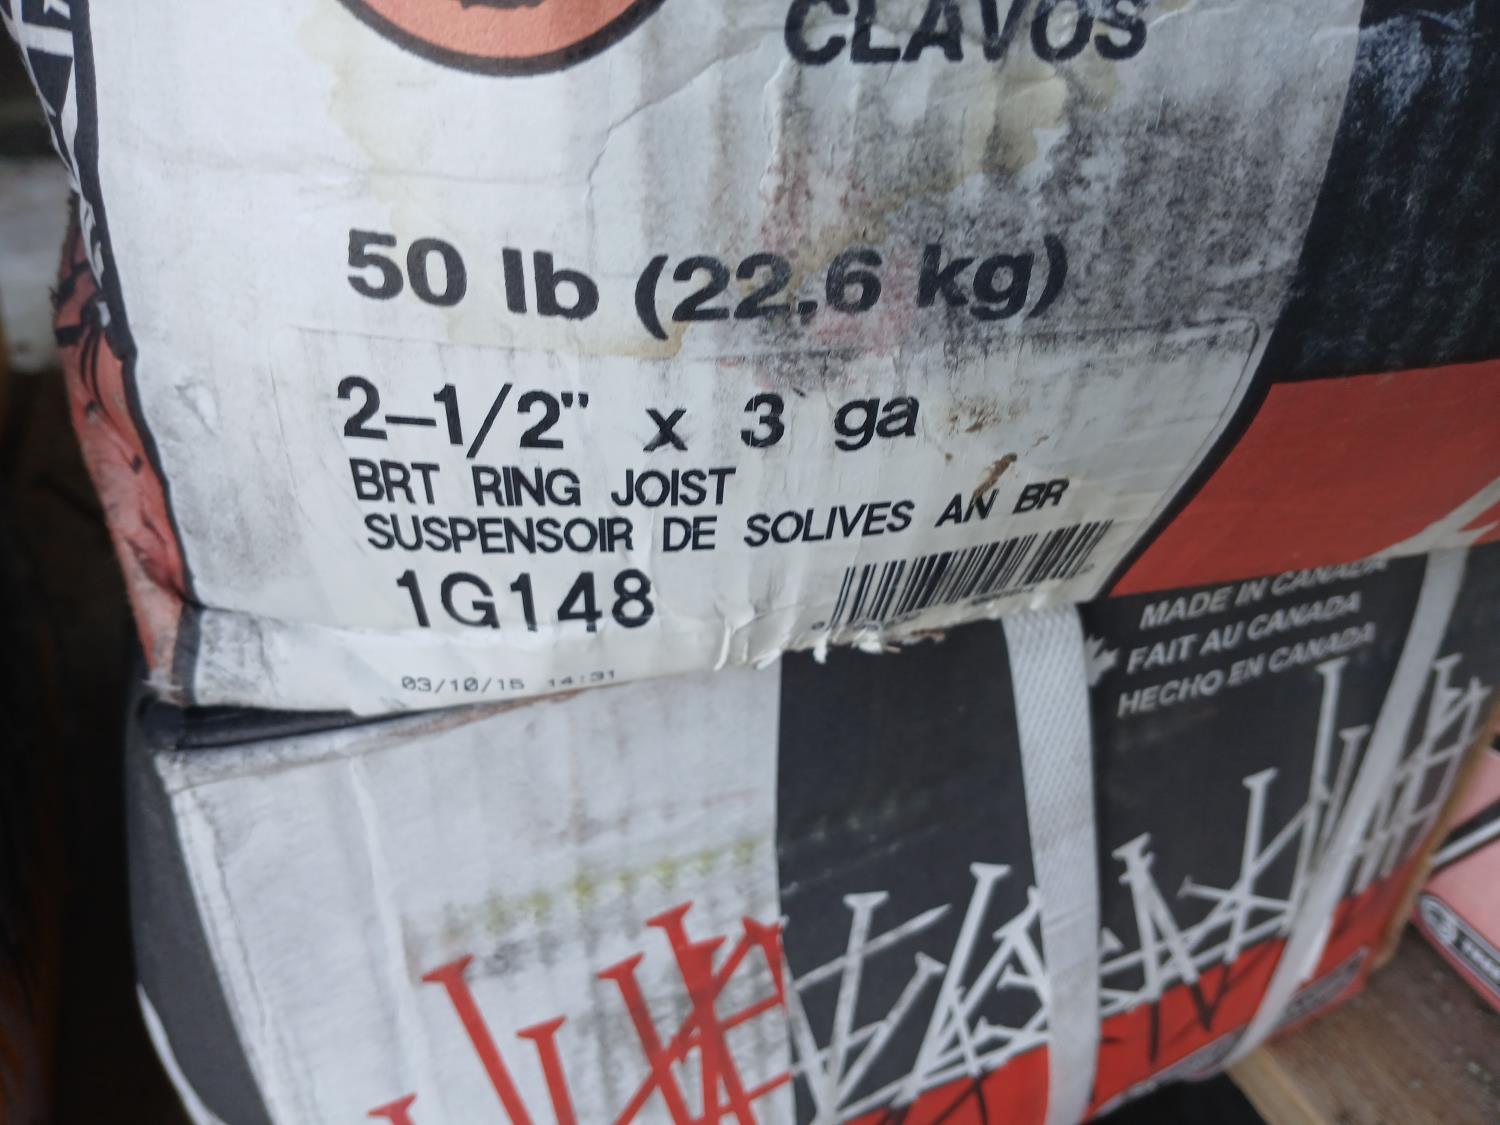 CLAVOS
50 lb (22.6 kg)
2-1/2" x 3 ga
BRT RING JOIST
SUSPENSOIR DE SOLIVES AN BR
1G148
03/10/15 14:31
MADE IN CANADA
FAIT AU CANADA
HECHO EN CANADA